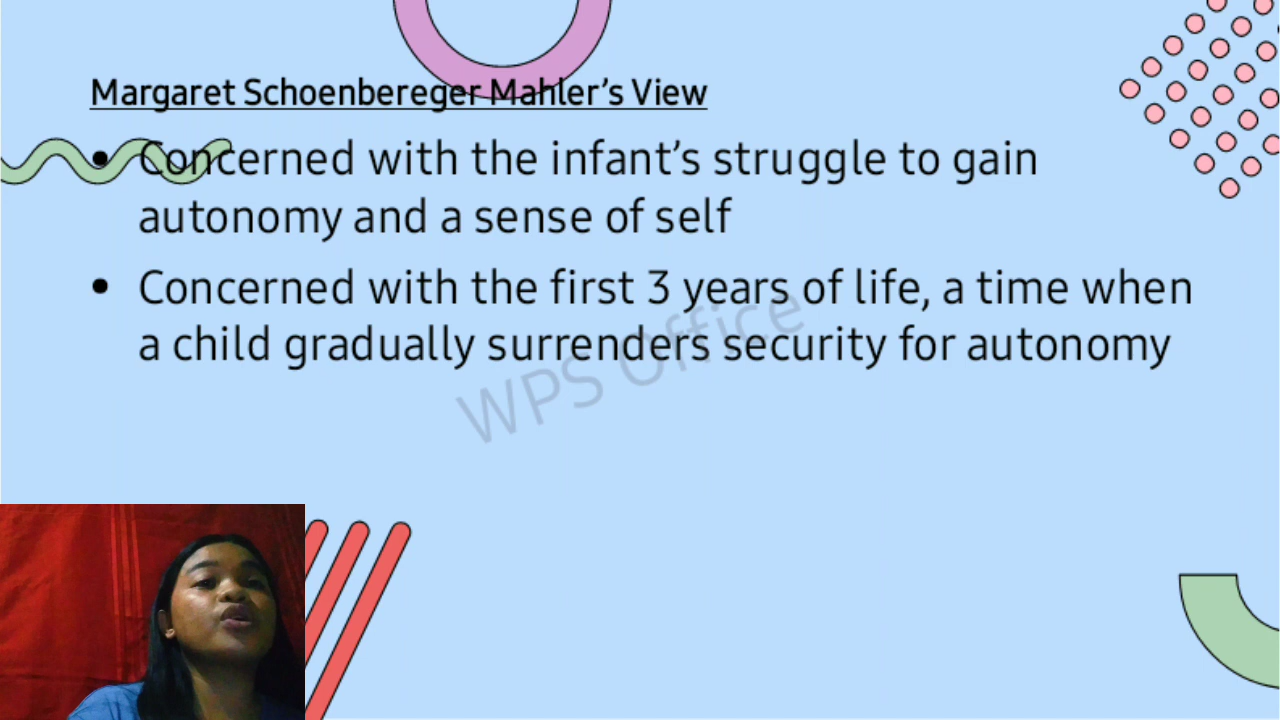 Margaret Schoenbereger Mahler’s View
• Concerned with the infant’s struggle to gain
autonomy and a sense of self
• Concerned with the first 3 years of life, a time when
a child gradually surrenders security for autonomy
WPS Office